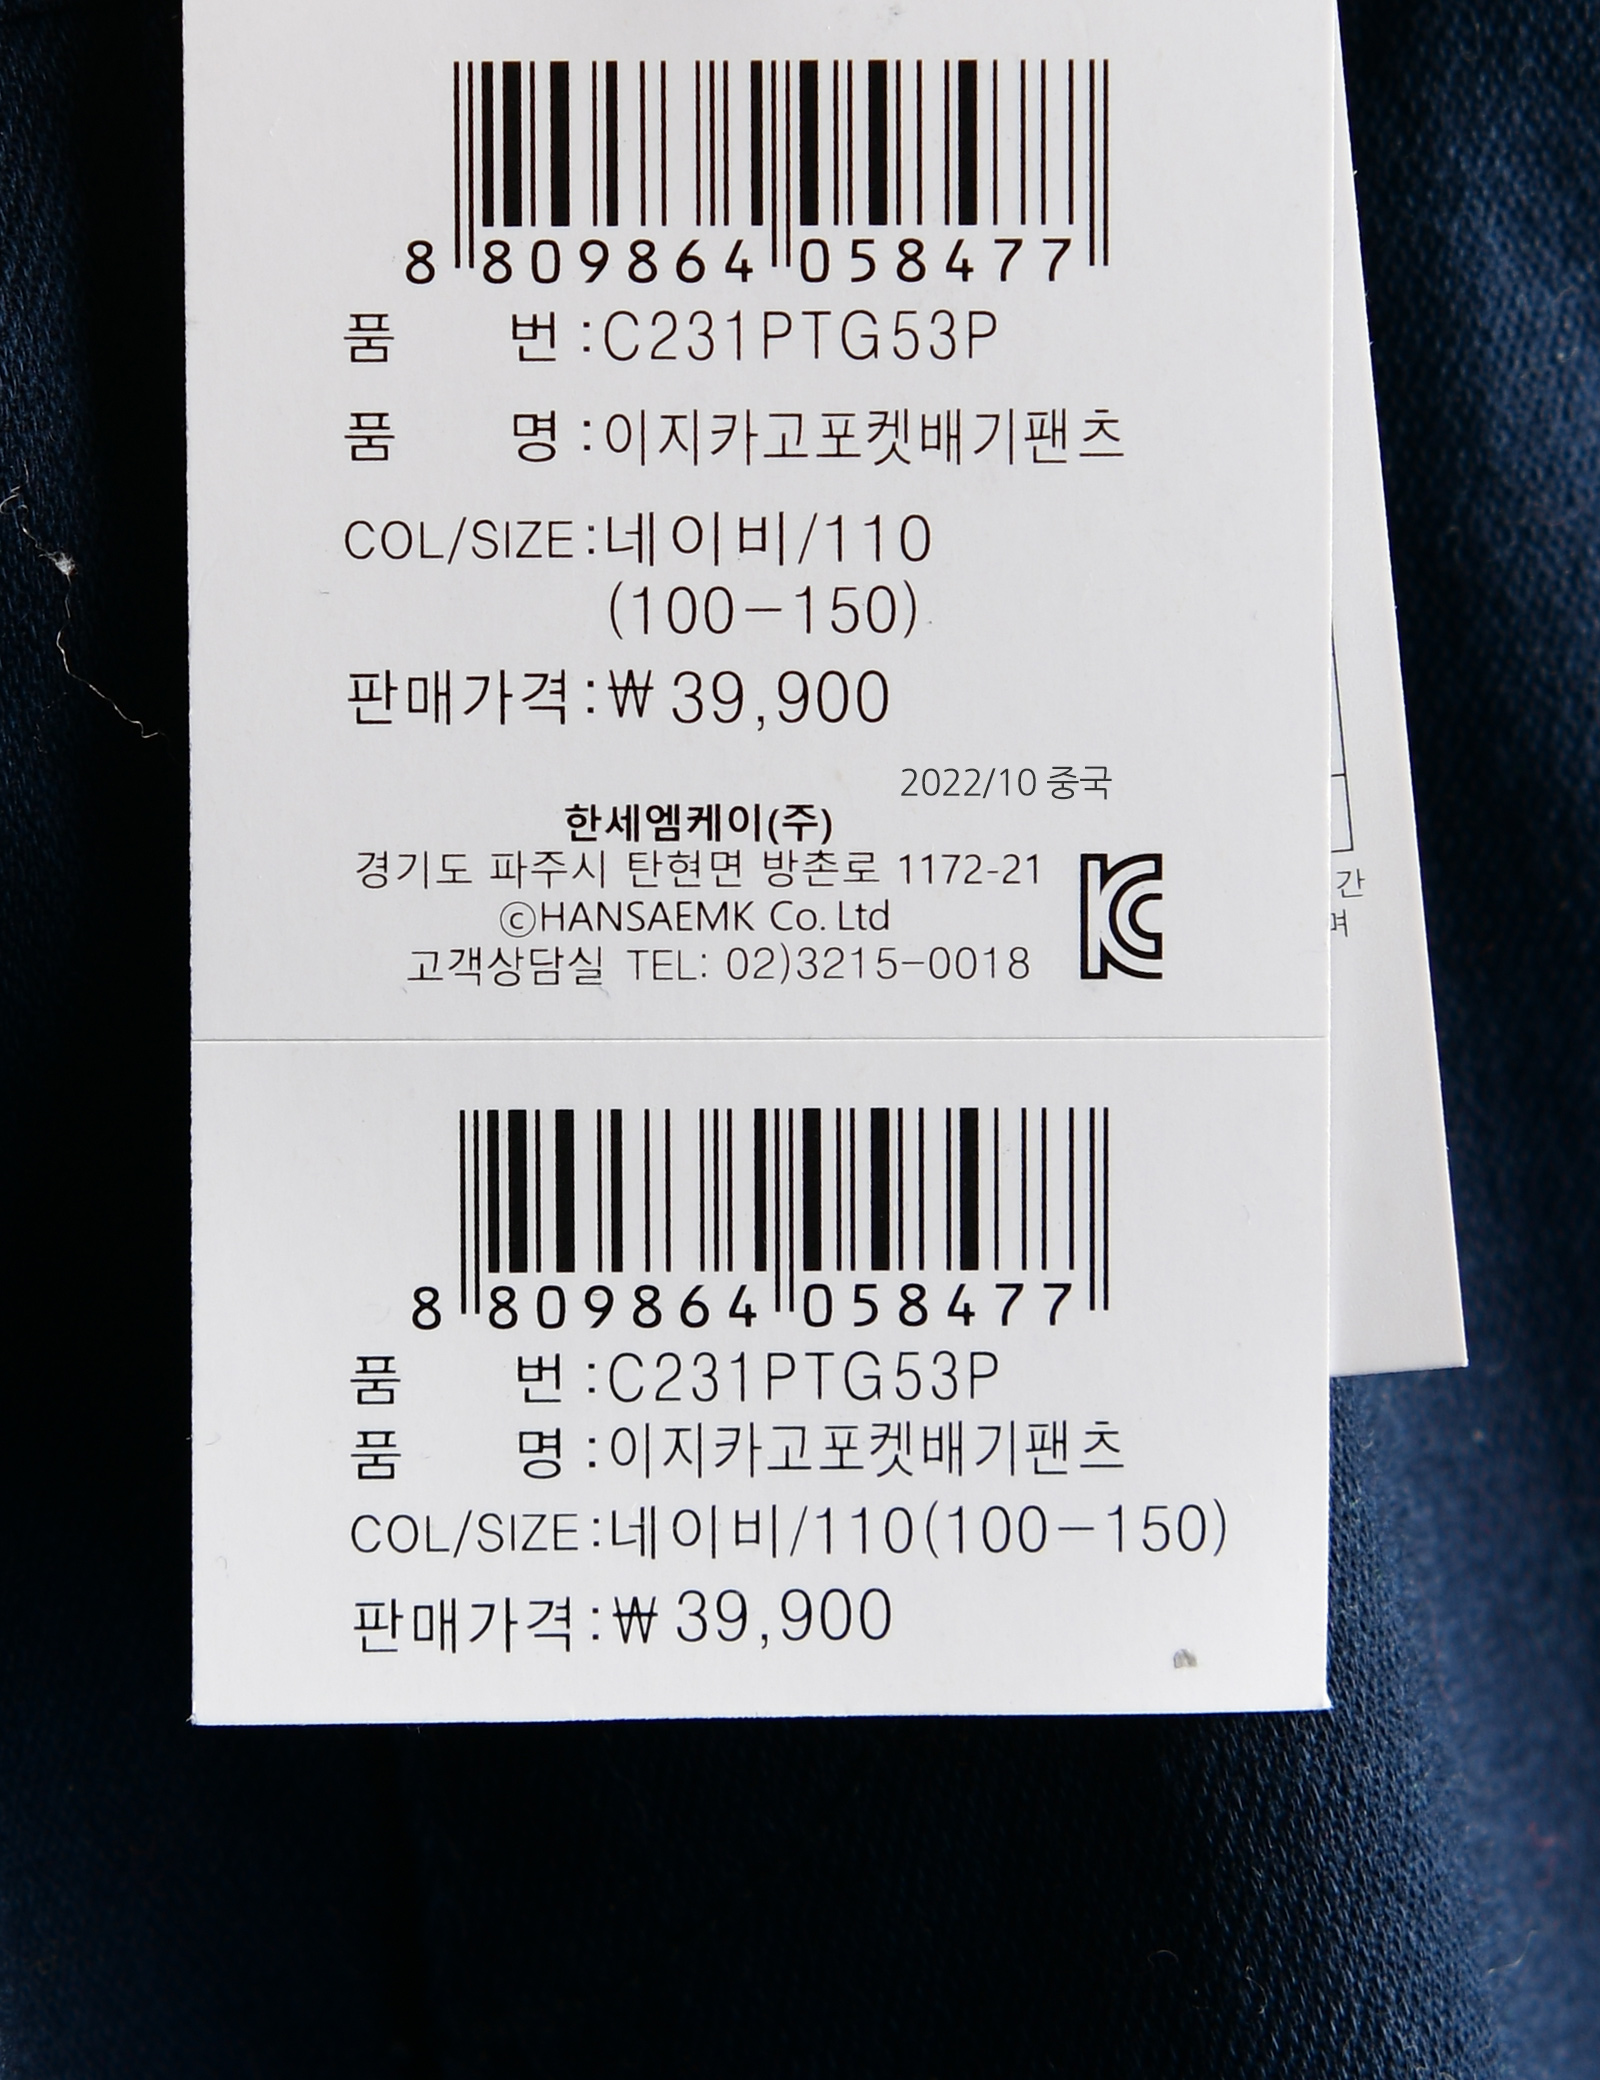 8 809864 058477
품 번 : C231PTG53P
품 명 : 이지카고포켓배기팬츠
COL/SIZE : 네이비/110
(100-150)
판매가격 : ₩ 39,900
2022/10 중국
한세엠케이(주)
경기도 파주시 탄현면 방촌로 1172-21
ⓒHANSAEMK Co. Ltd
고객상담실 TEL: 02)3215-0018
KC
간
며
8 809864 058477
품 번 : C231PTG53P
품 명 : 이지카고포켓배기팬츠
COL/SIZE : 네이비/110(100-150)
판매가격 : ₩ 39,900